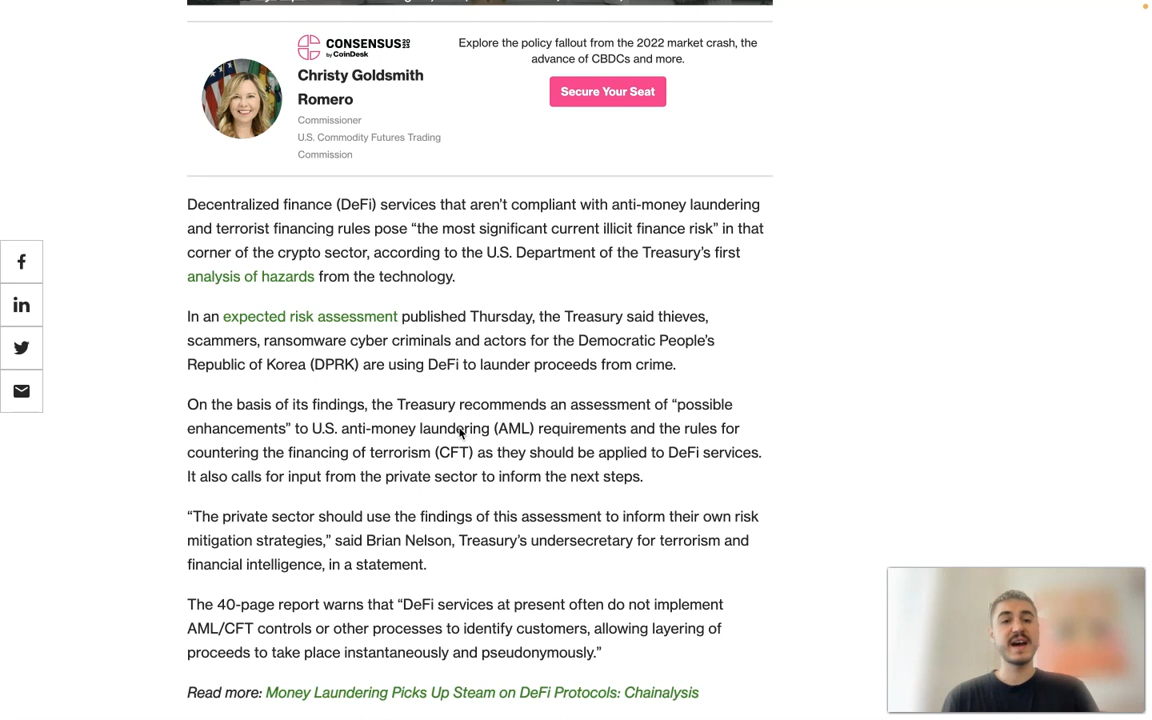 CONSENSUS
by CoinDesk
Explore the policy fallout from the 2022 market crash, the
advance of CBDCs and more.
Secure Your Seat
Christy Goldsmith
Romero
Commissioner
U.S. Commodity Futures Trading
Commission
Decentralized finance (DeFi) services that aren’t compliant with anti-money laundering
and terrorist financing rules pose “the most significant current illicit finance risk” in that
corner of the crypto sector, according to the U.S. Department of the Treasury’s first
analysis of hazards from the technology.
In an expected risk assessment published Thursday, the Treasury said thieves,
scammers, ransomware cyber criminals and actors for the Democratic People’s
Republic of Korea (DPRK) are using DeFi to launder proceeds from crime.
On the basis of its findings, the Treasury recommends an assessment of “possible
enhancements” to U.S. anti-money laundering (AML) requirements and the rules for
countering the financing of terrorism (CFT) as they should be applied to DeFi services.
It also calls for input from the private sector to inform the next steps.
“The private sector should use the findings of this assessment to inform their own risk
mitigation strategies,” said Brian Nelson, Treasury’s undersecretary for terrorism and
financial intelligence, in a statement.
The 40-page report warns that “DeFi services at present often do not implement
AML/CFT controls or other processes to identify customers, allowing layering of
proceeds to take place instantaneously and pseudonymously.”
Read more: Money Laundering Picks Up Steam on DeFi Protocols: Chainalysis